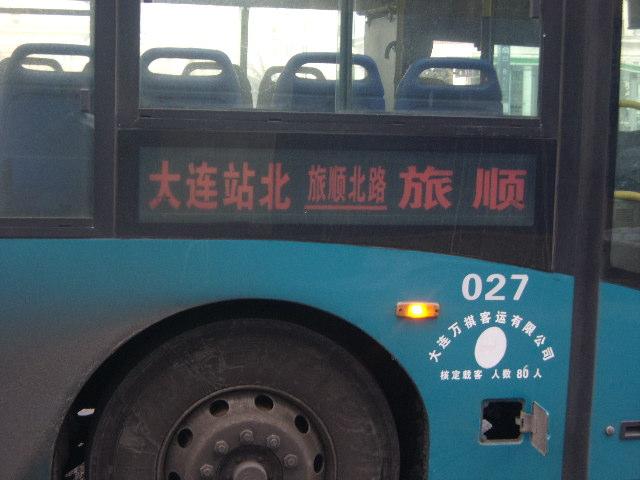 大连站北 旅顺北路 旅顺
027
大连万祺客运有限公司
核定载客 人数 80 人